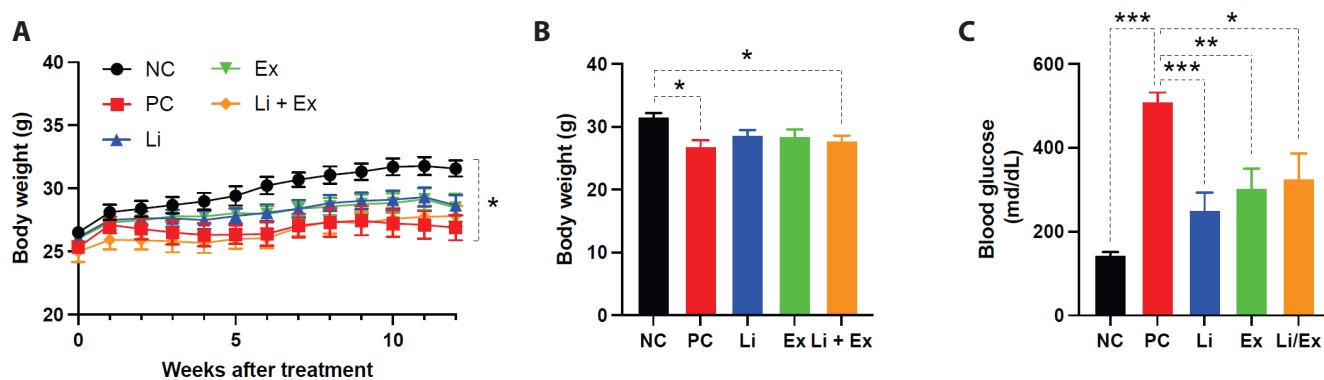 A
NC
PC
Li
Ex
Li + Ex
Body weight (g)
35
30
25
20
0
5
10
Weeks after treatment
*
B
Body weight (g)
40
30
20
10
0
*
*
NC PC Li Ex Li + Ex
C
Blood glucose
(md/dL)
600
400
200
0
***
*
**
***
NC PC Li Ex Li/Ex